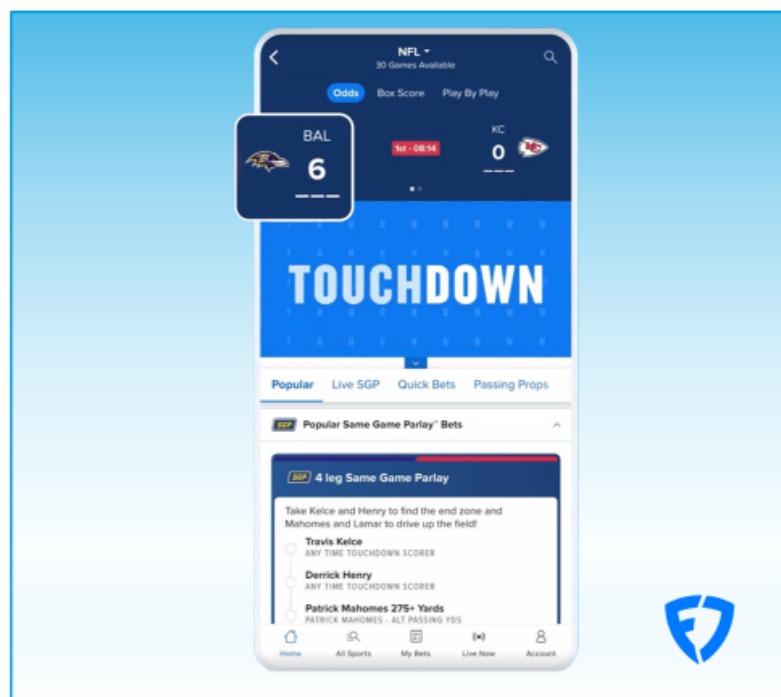 NFL
30 Games Available
Odds Box Score Play By Play
BAL
6
1st - 08:14
KC
0
TOUCHDOWN
Popular Live SGP Quick Bets Passing Props
SGP Popular Same Game Parlay™ Bets
SGP 4 leg Same Game Parlay
Take Kelce and Henry to find the end zone and
Mahomes and Lamar to drive up the field!
Travis Kelce
ANY TIME TOUCHDOWN SCORER
Derrick Henry
ANY TIME TOUCHDOWN SCORER
Patrick Mahomes 275+ Yards
PATRICK MAHOMES - ALT PASSING YDS
Home All Sports My Bets Live Now Account